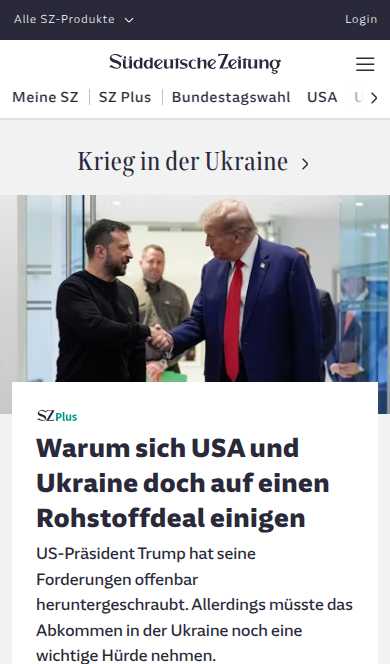 Alle SZ-Produkte
Login
Süddeutsche Zeitung
Meine SZ
SZ Plus
Bundestagswahl
USA
Krieg in der Ukraine
SZ Plus
Warum sich USA und
Ukraine doch auf einen
Rohstoffdeal einigen
US-Präsident Trump hat seine
Forderungen offenbar
heruntergeschraubt. Allerdings müsste das
Abkommen in der Ukraine noch eine
wichtige Hürde nehmen.